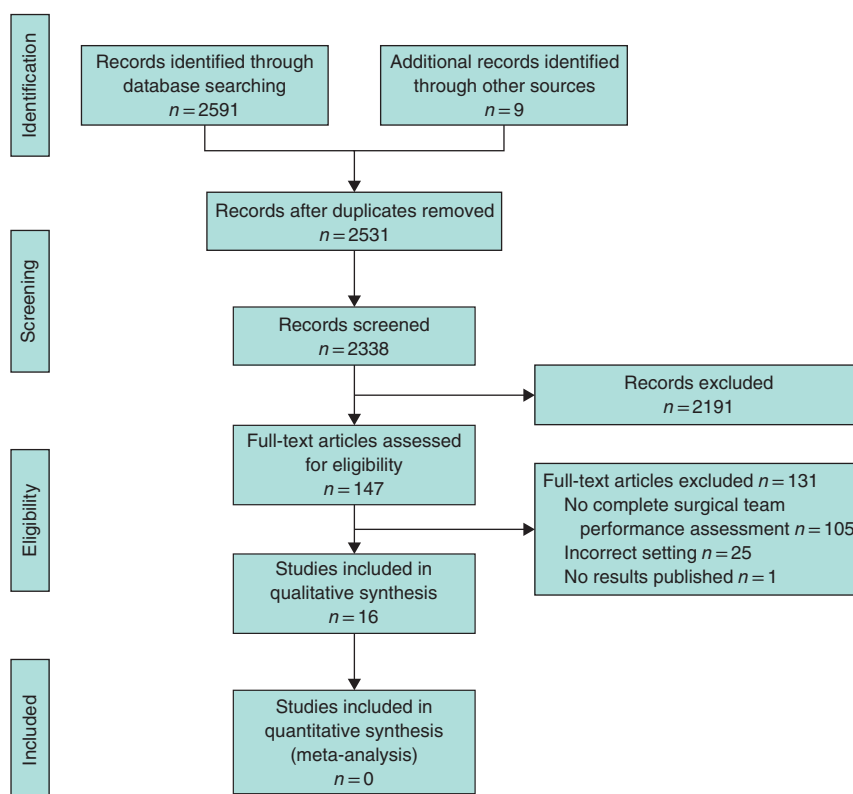 Identification
Records identified through
database searching
n = 2591
Additional records identified
through other sources
n = 9
Records after duplicates removed
n = 2531
Screening
Records screened
n = 2338
Records excluded
n = 2191
Eligibility
Full-text articles assessed
for eligibility
n = 147
Full-text articles excluded n = 131
No complete surgical team
performance assessment n = 105
Incorrect setting n = 25
No results published n = 1
Studies included in
qualitative synthesis
n = 16
Included
Studies included in
quantitative synthesis
(meta-analysis)
n = 0